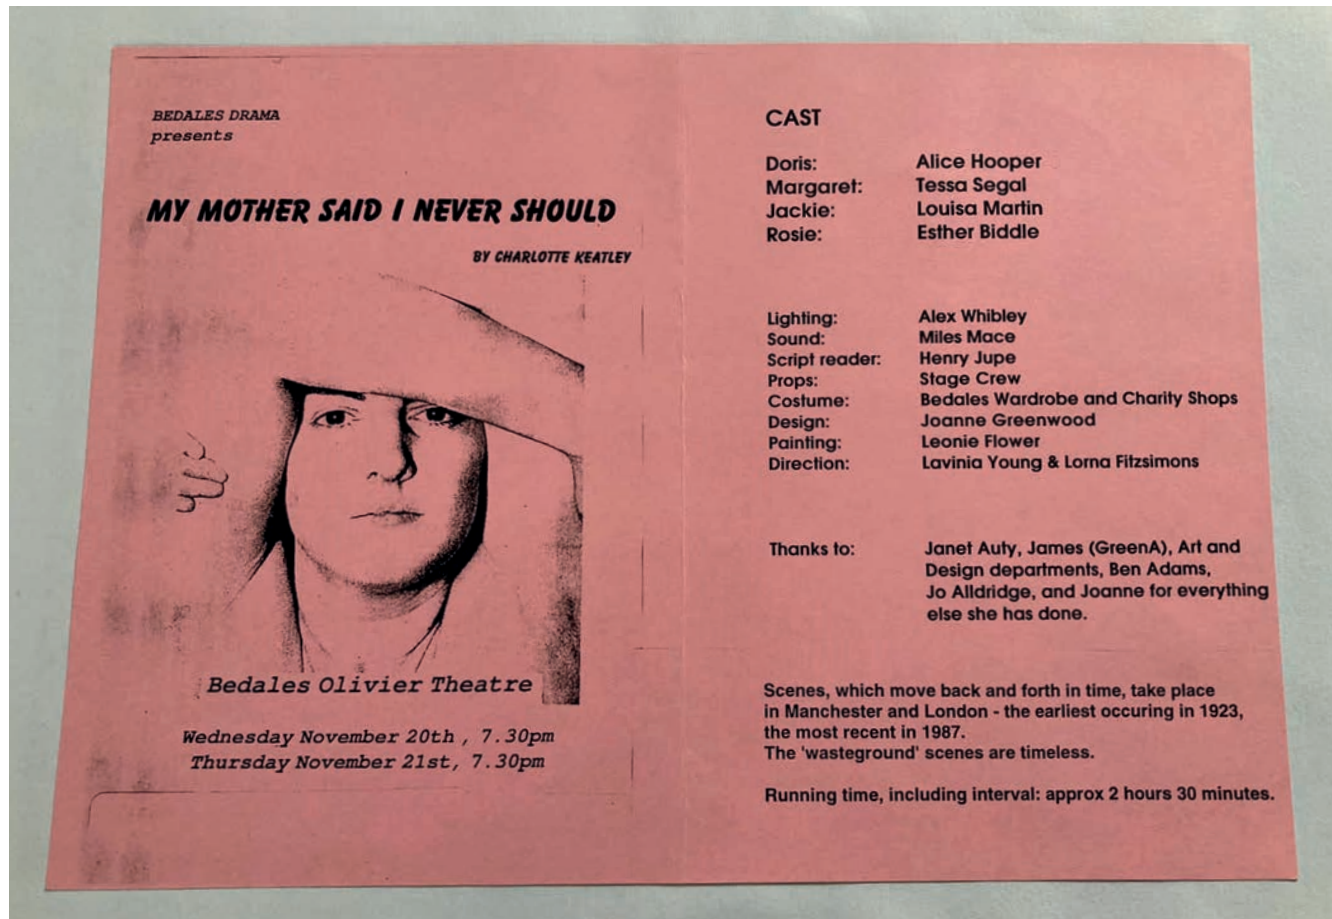 BEDALES DRAMA
presents
MY MOTHER SAID I NEVER SHOULD
BY CHARLOTTE KEATLEY
Bedales Olivier Theatre
Wednesday November 20th , 7.30pm
Thursday November 21st, 7.30pm
CAST
Doris: Alice Hooper
Margaret: Tessa Segal
Jackie: Louisa Martin
Rosie: Esther Biddle
Lighting: Alex Whibley
Sound: Miles Mace
Script reader: Henry Jupe
Props: Stage Crew
Costume: Bedales Wardrobe and Charity Shops
Design: Joanne Greenwood
Painting: Leonie Flower
Direction: Lavinia Young & Lorna Fitzsimons
Thanks to: Janet Auty, James (GreenA), Art and
Design departments, Ben Adams,
Jo Alldridge, and Joanne for everything
else she has done.
Scenes, which move back and forth in time, take place
in Manchester and London - the earliest occuring in 1923,
the most recent in 1987.
The 'wasteground' scenes are timeless.
Running time, including interval: approx 2 hours 30 minutes.